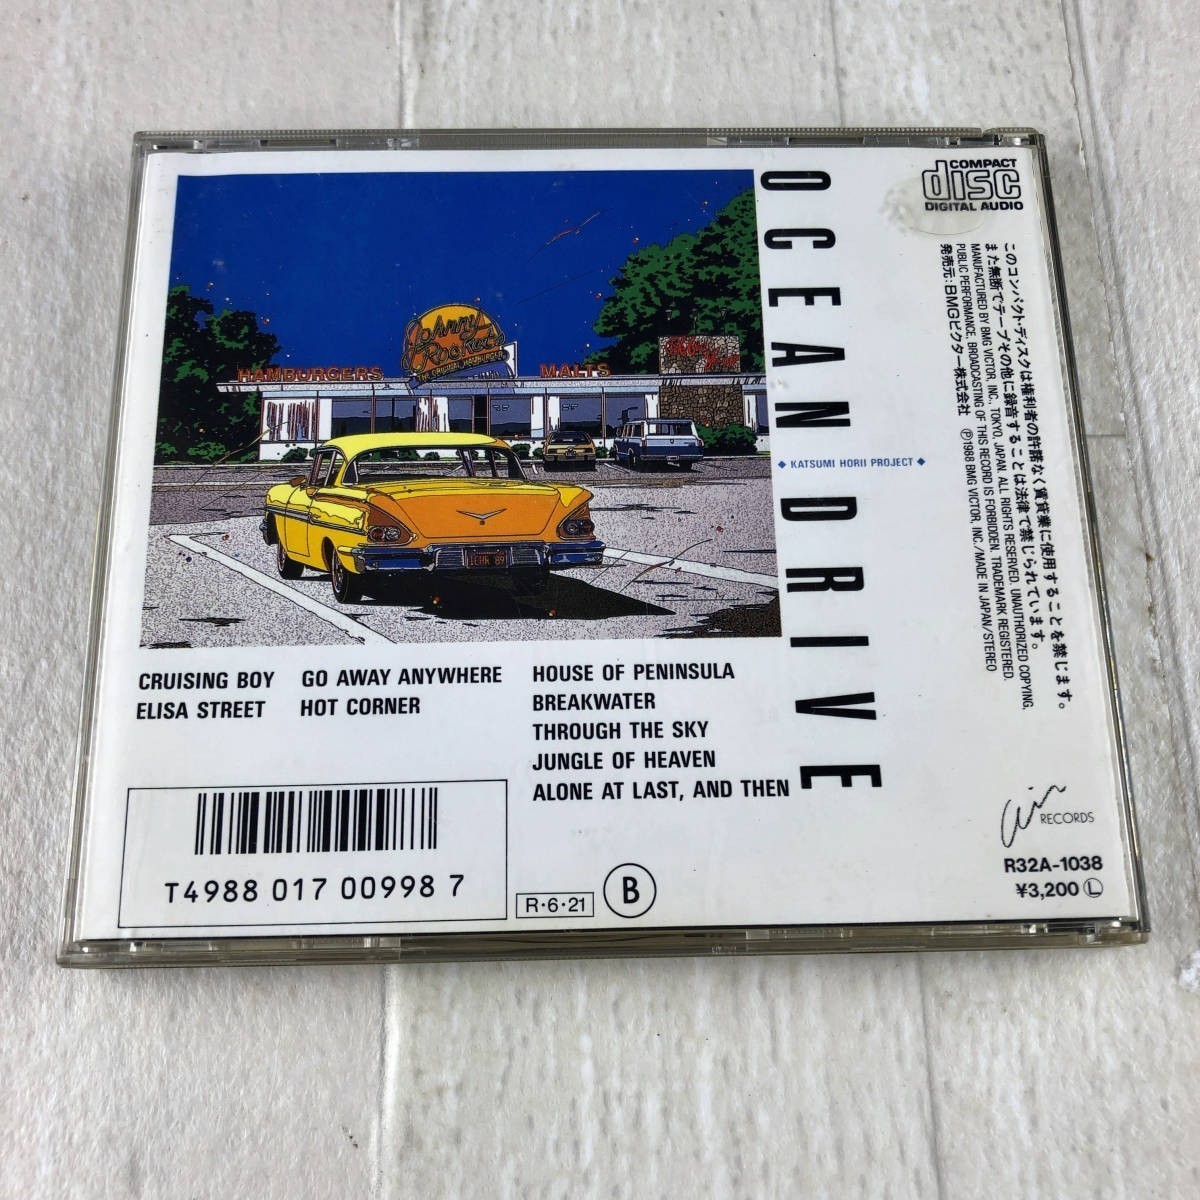 COMPACT
disc
DIGITAL AUDIO
OCEAN DRIVE
◆ KATSUMI HORII PROJECT ◆
このコンパクト・ディスクは権利者の許諾なく賃貸業に使用することを禁じます。
また無断でテープその他に録音することは法律で禁じられています。
MANUFACTURED BY BMG VICTOR, INC., TOKYO, JAPAN. ALL RIGHTS RESERVED. UNAUTHORIZED COPYING,
PUBLIC PERFORMANCE, BROADCASTING OF THIS RECORD IS FORBIDDEN. TRADEMARK REGISTERED.
発売元:BMGビクター株式会社 Ⓟ1988 BMG VICTOR, INC./MADE IN JAPAN/STEREO
Johnny
Rockets
THE ORIGINAL HAMBURGER
HAMBURGERS
MALTS
ICHR '89
CRUISING BOY
ELISA STREET
GO AWAY ANYWHERE
HOT CORNER
HOUSE OF PENINSULA
BREAKWATER
THROUGH THE SKY
JUNGLE OF HEAVEN
ALONE AT LAST, AND THEN
T4988 017 00998 7
R・6・21
B
Air
RECORDS
R32A-1038
¥3,200 Ⓛ